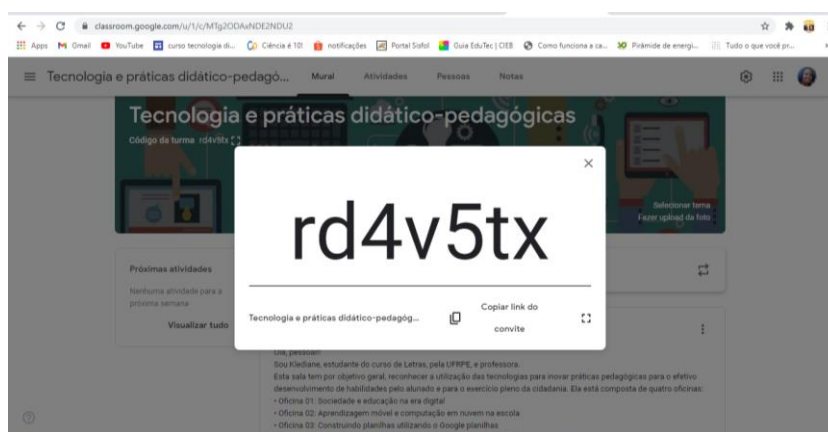 classroom.google.com/u/1/c/MTg2ODAwNDE2NDU2
Apps Gmail YouTube curso tecnologia di... Ciência é 10! notificações Portal Sisfol Guia EduTec | CIEB Como funciona a ca... Pirâmide de energi... Tudo o que você pr...
Tecnologia e práticas didático-pedagó... Mural Atividades Pessoas Notas
Tecnologia e práticas didático-pedagógicas
Código da turma rd4v5tx
Selecionar tema
Fazer upload da foto
rd4v5tx
Tecnologia e práticas didático-pedagóg... Copiar link do convite
Próximas atividades
Nenhuma atividade para a
próxima semana
Visualizar tudo
Olá, pessoal!
Sou Klediane, estudante do curso de Letras, pela UFRPE, e professora.
Esta sala tem por objetivo geral, reconhecer a utilização das tecnologias para inovar práticas pedagógicas para o efetivo
desenvolvimento de habilidades pelo alunado e para o exercício pleno da cidadania. Ela está composta de quatro oficinas:
• Oficina 01: Sociedade e educação na era digital
• Oficina 02: Aprendizagem móvel e computação em nuvem na escola
• Oficina 03: Construindo planilhas utilizando o Google planilhas